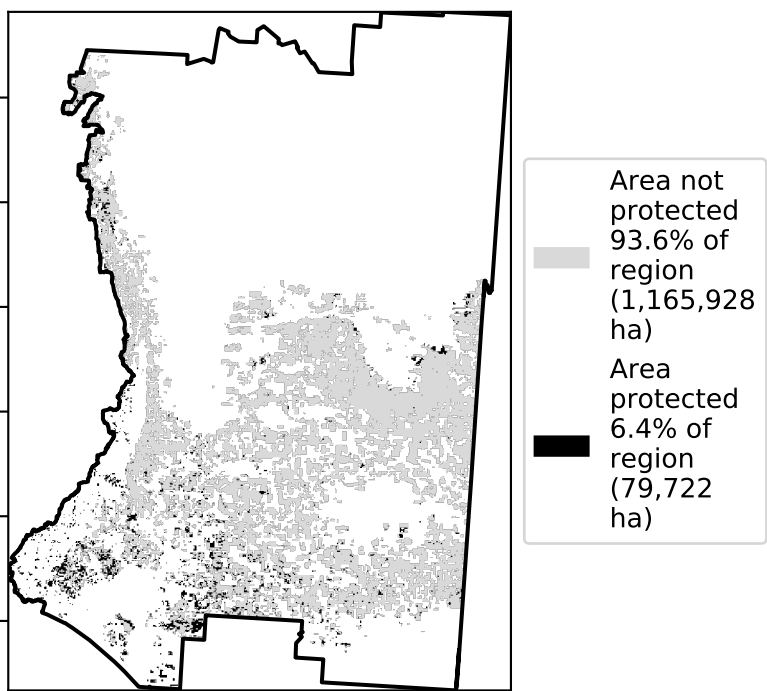 Area not
protected
93.6% of
region
(1,165,928
ha)
Area
protected
6.4% of
region
(79,722
ha)